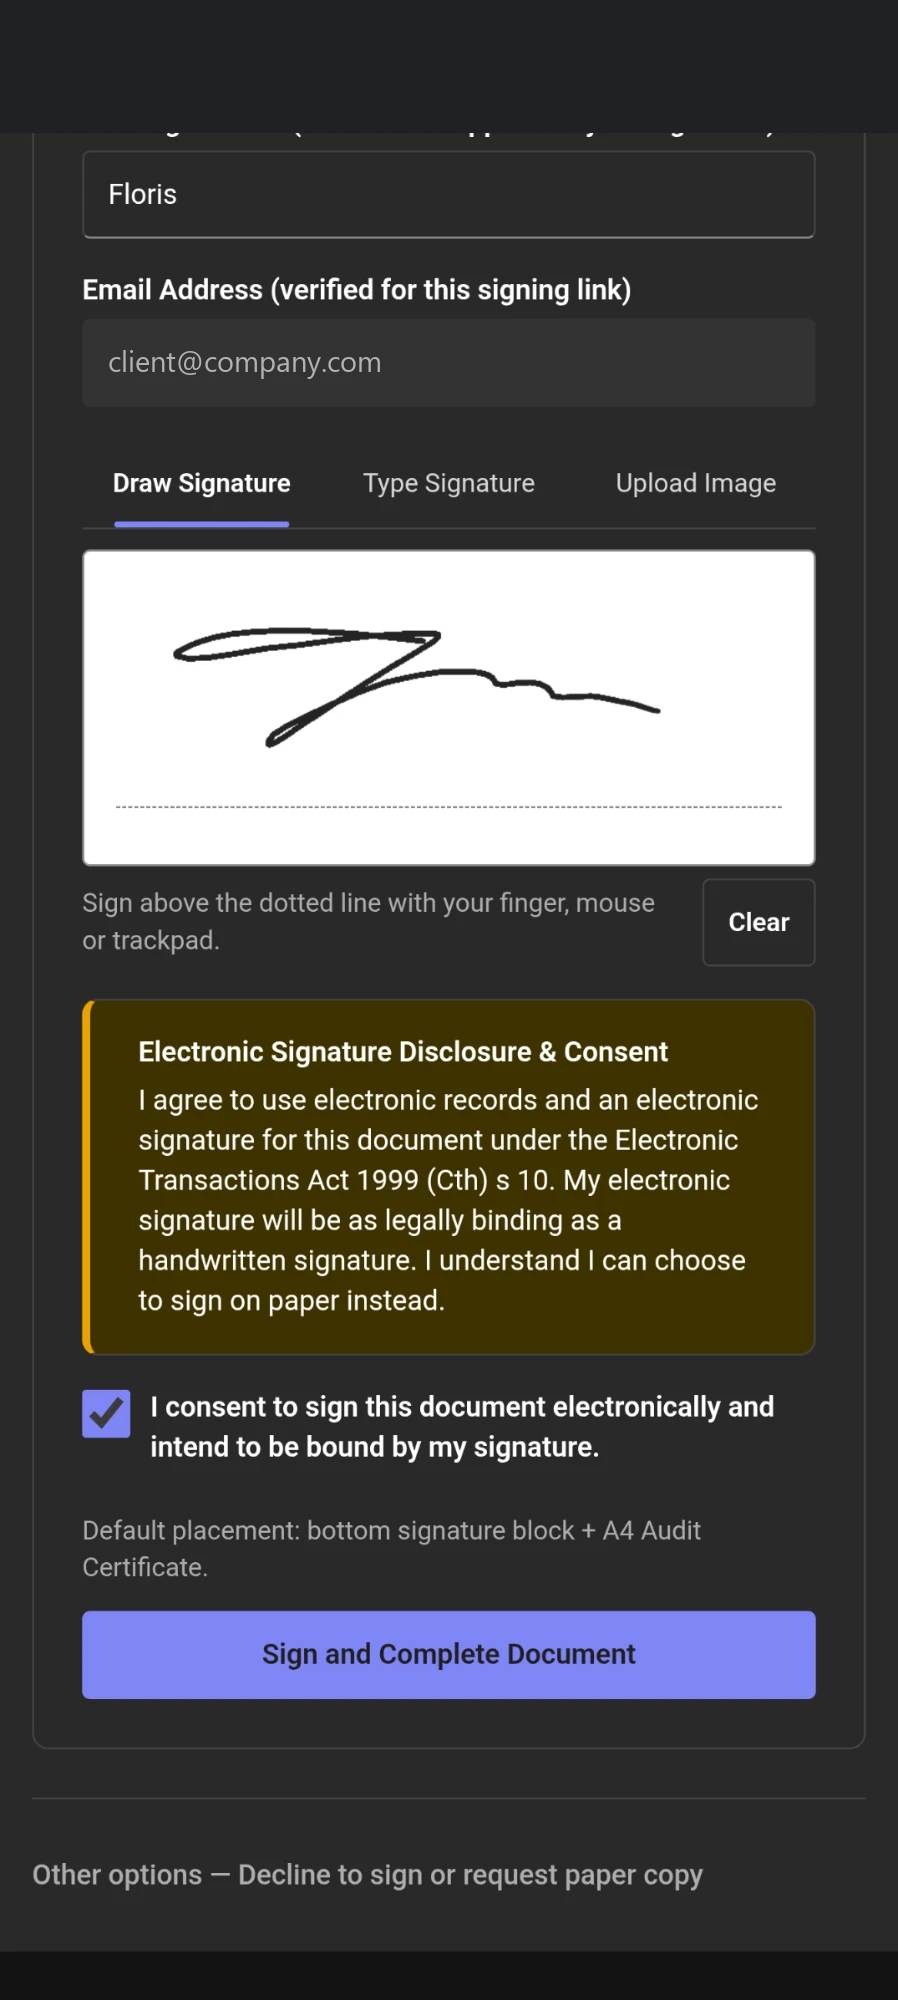 Floris
Email Address (verified for this signing link)
client@company.com
Draw Signature
Type Signature
Upload Image
Sign above the dotted line with your finger, mouse
or trackpad.
Clear
Electronic Signature Disclosure & Consent
I agree to use electronic records and an electronic
signature for this document under the Electronic
Transactions Act 1999 (Cth) s 10. My electronic
signature will be as legally binding as a
handwritten signature. I understand I can choose
to sign on paper instead.
I consent to sign this document electronically and
intend to be bound by my signature.
Default placement: bottom signature block + A4 Audit
Certificate.
Sign and Complete Document
Other options — Decline to sign or request paper copy